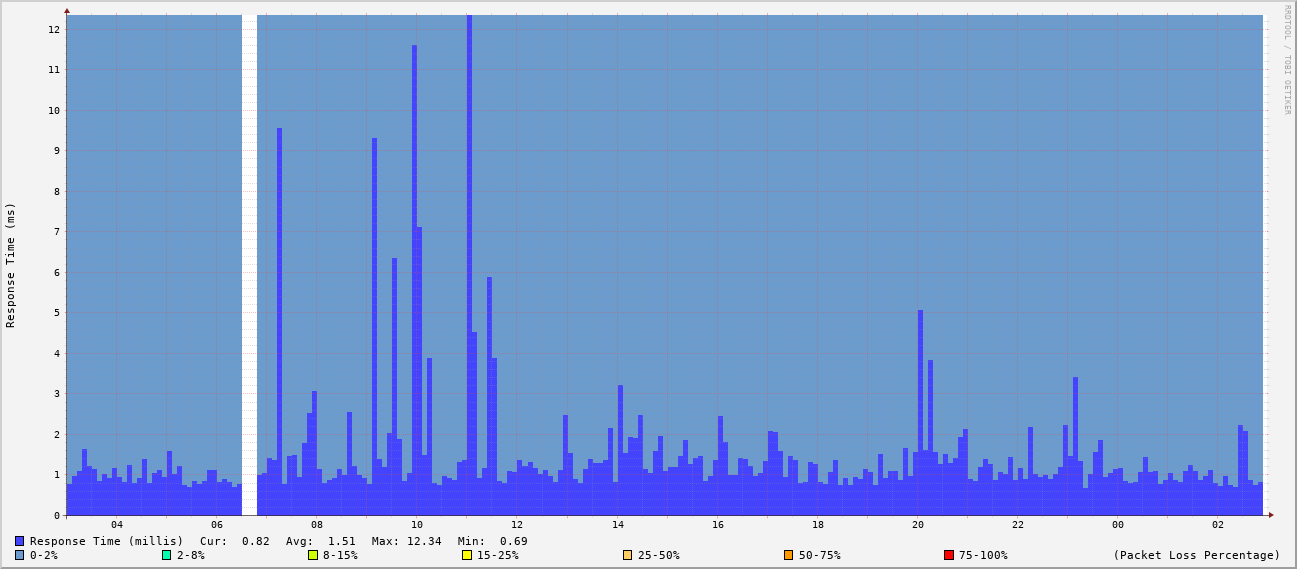 RRDTOOL / TOBI OETIKER
Response Time (ms)
12
11
10
9
8
7
6
5
4
3
2
1
0
04 06 08 10 12 14 16 18 20 22 00 02
Response Time (millis) Cur: 0.82 Avg: 1.51 Max: 12.34 Min: 0.69
0-2% 2-8% 8-15% 15-25% 25-50% 50-75% 75-100% (Packet Loss Percentage)